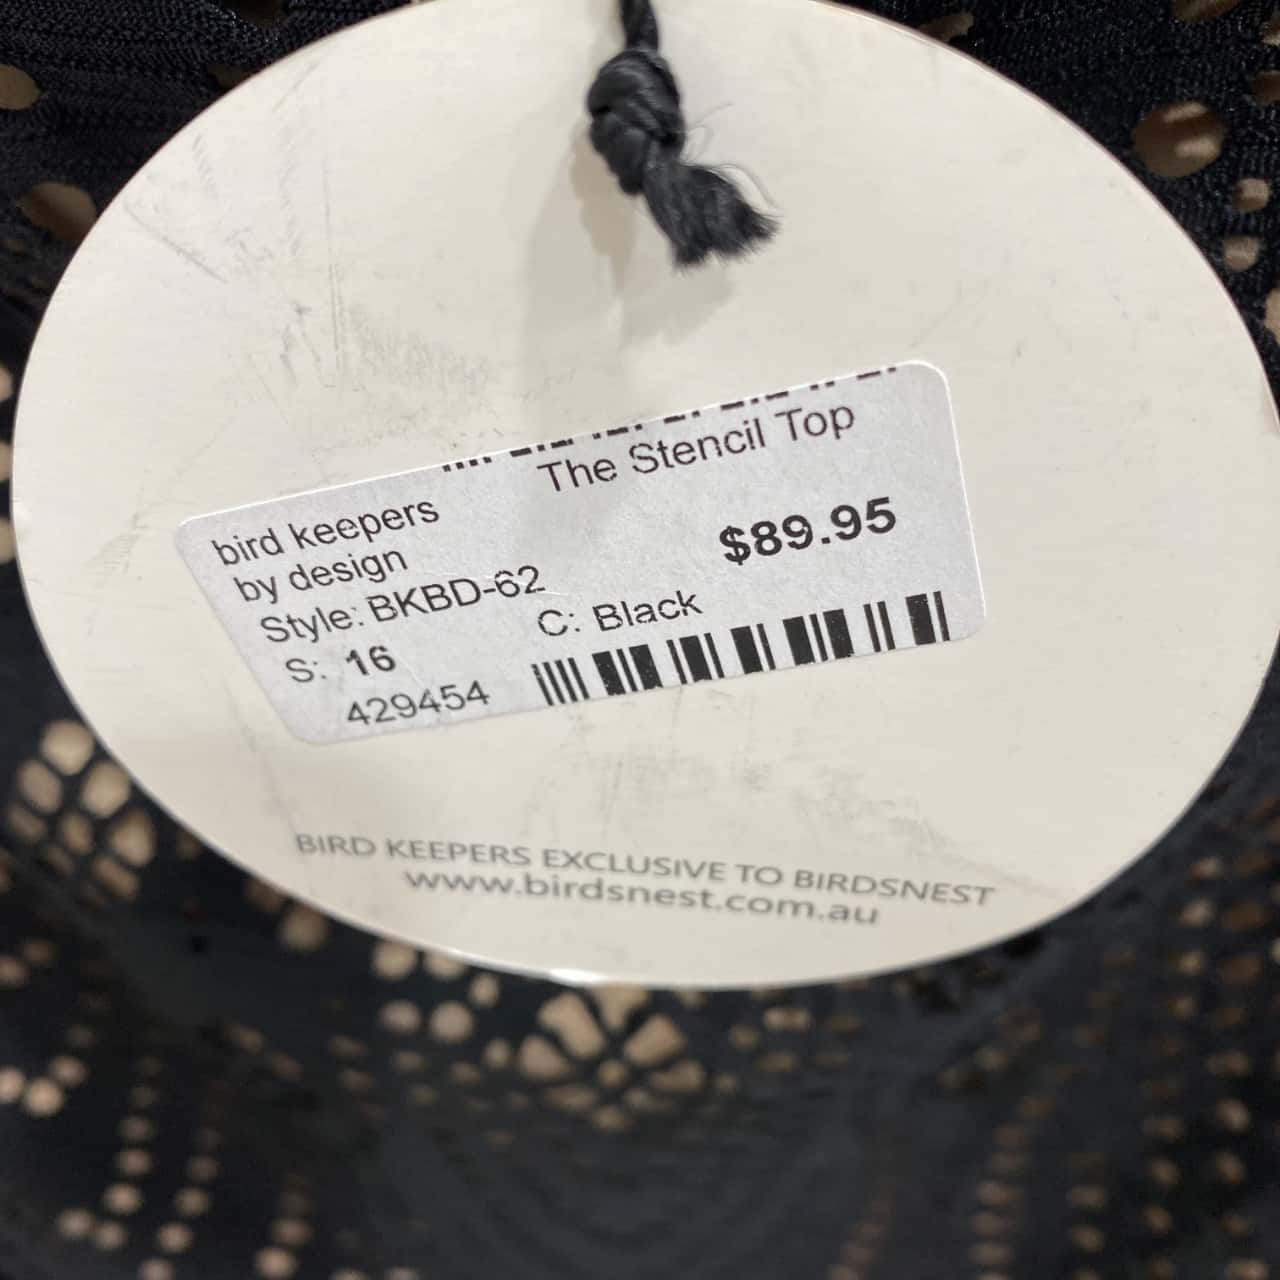 The Stencil Top
bird keepers
by design
$89.95
Style: BKBD-62
C: Black
S: 16
429454
BIRD KEEPERS EXCLUSIVE TO BIRDSNEST
www.birdsnest.com.au